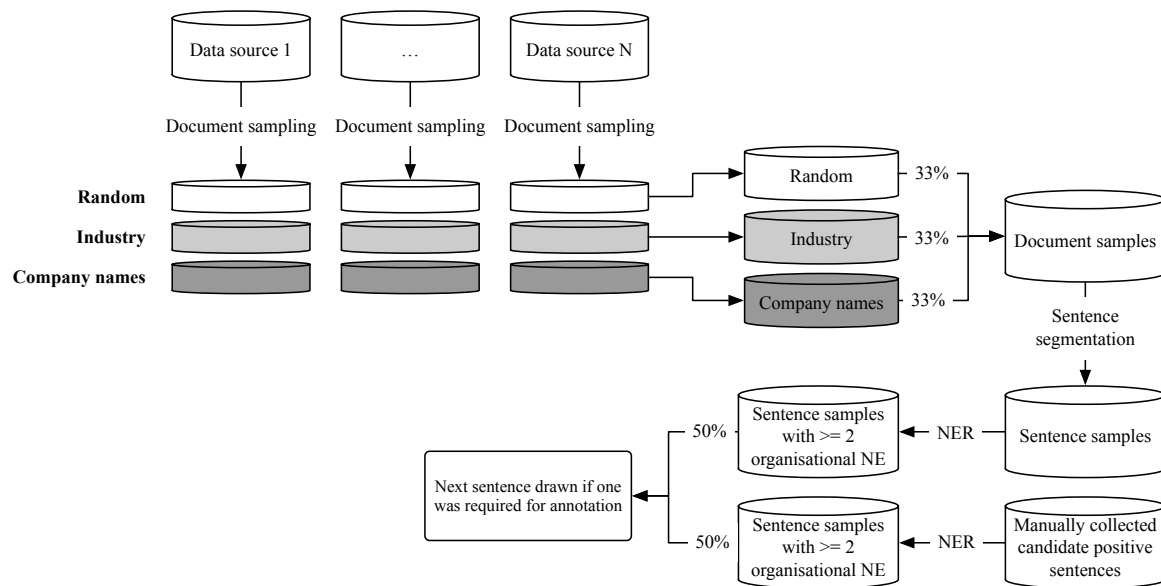 Data source 1
...
Data source N
Document sampling
Document sampling
Document sampling
Random
Industry
Company names
Random
33%
Industry
33%
Company names
33%
Document samples
Sentence
segmentation
Sentence samples
NER
Sentence samples
with >= 2
organisational NE
50%
Next sentence drawn if one
was required for annotation
Manually collected
candidate positive
sentences
NER
Sentence samples
with >= 2
organisational NE
50%